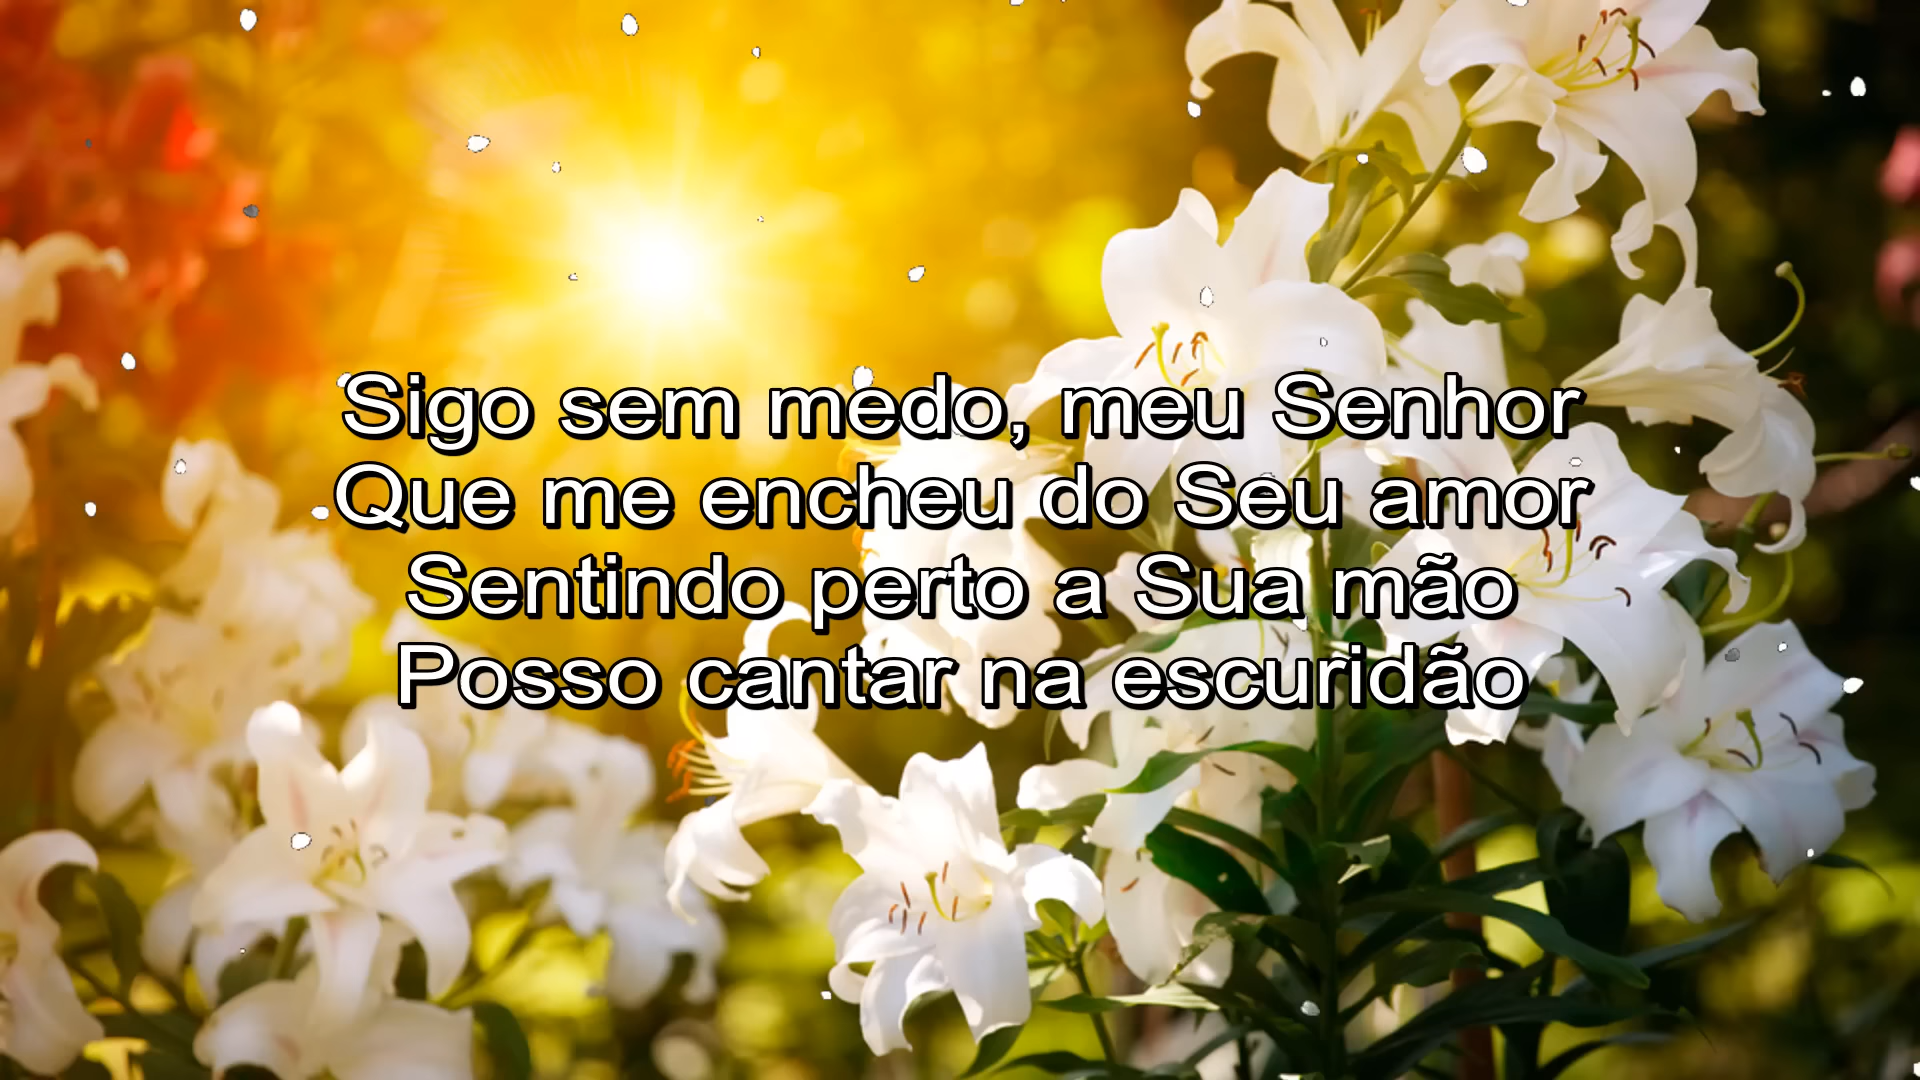 Sigo sem medo, meu Senhor
Que me encheu do Seu amor
Sentindo perto a Sua mão
Posso cantar na escuridão